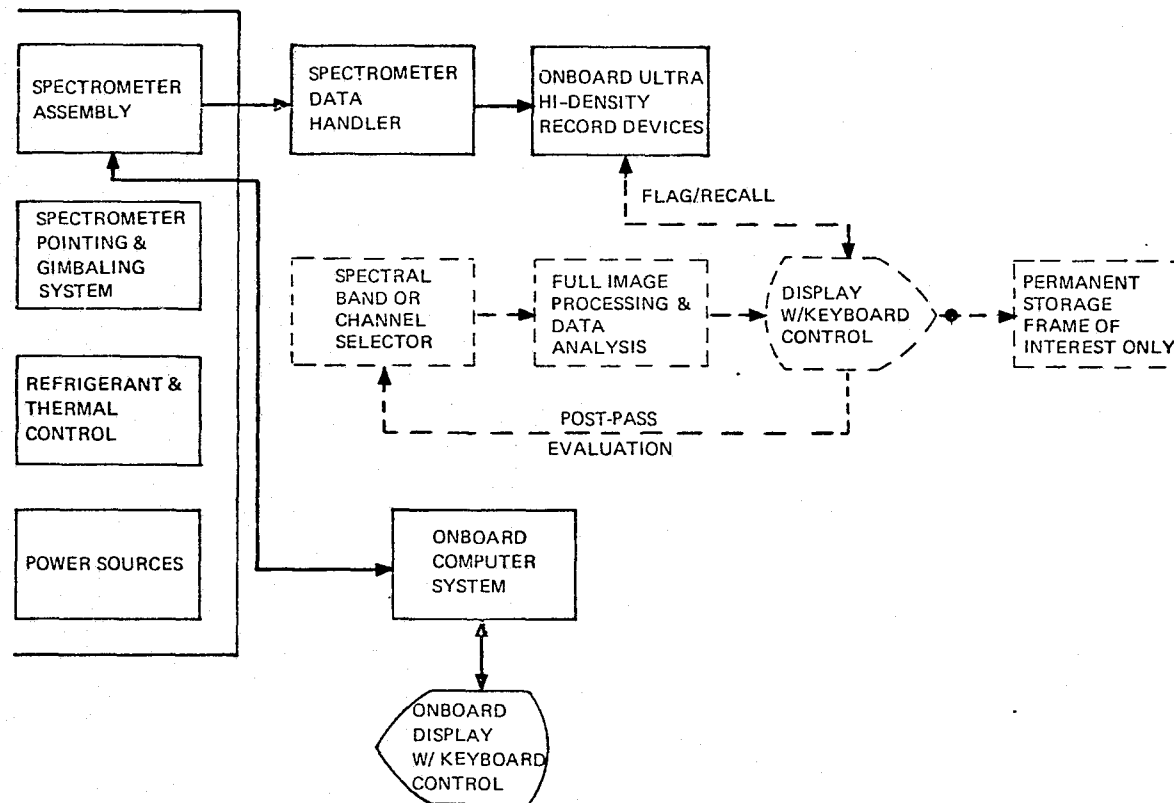 SPECTROMETER
ASSEMBLY
SPECTROMETER
DATA
HANDLER
ONBOARD ULTRA
HI-DENSITY
RECORD DEVICES
FLAG/RECALL
SPECTROMETER
POINTING &
GIMBALING
SYSTEM
SPECTRAL
BAND OR
CHANNEL
SELECTOR
FULL IMAGE
PROCESSING &
DATA
ANALYSIS
DISPLAY
W/KEYBOARD
CONTROL
PERMANENT
STORAGE
FRAME OF
INTEREST ONLY
REFRIGERANT &
THERMAL
CONTROL
POST-PASS
EVALUATION
POWER SOURCES
ONBOARD
COMPUTER
SYSTEM
ONBOARD
DISPLAY
W/ KEYBOARD
CONTROL